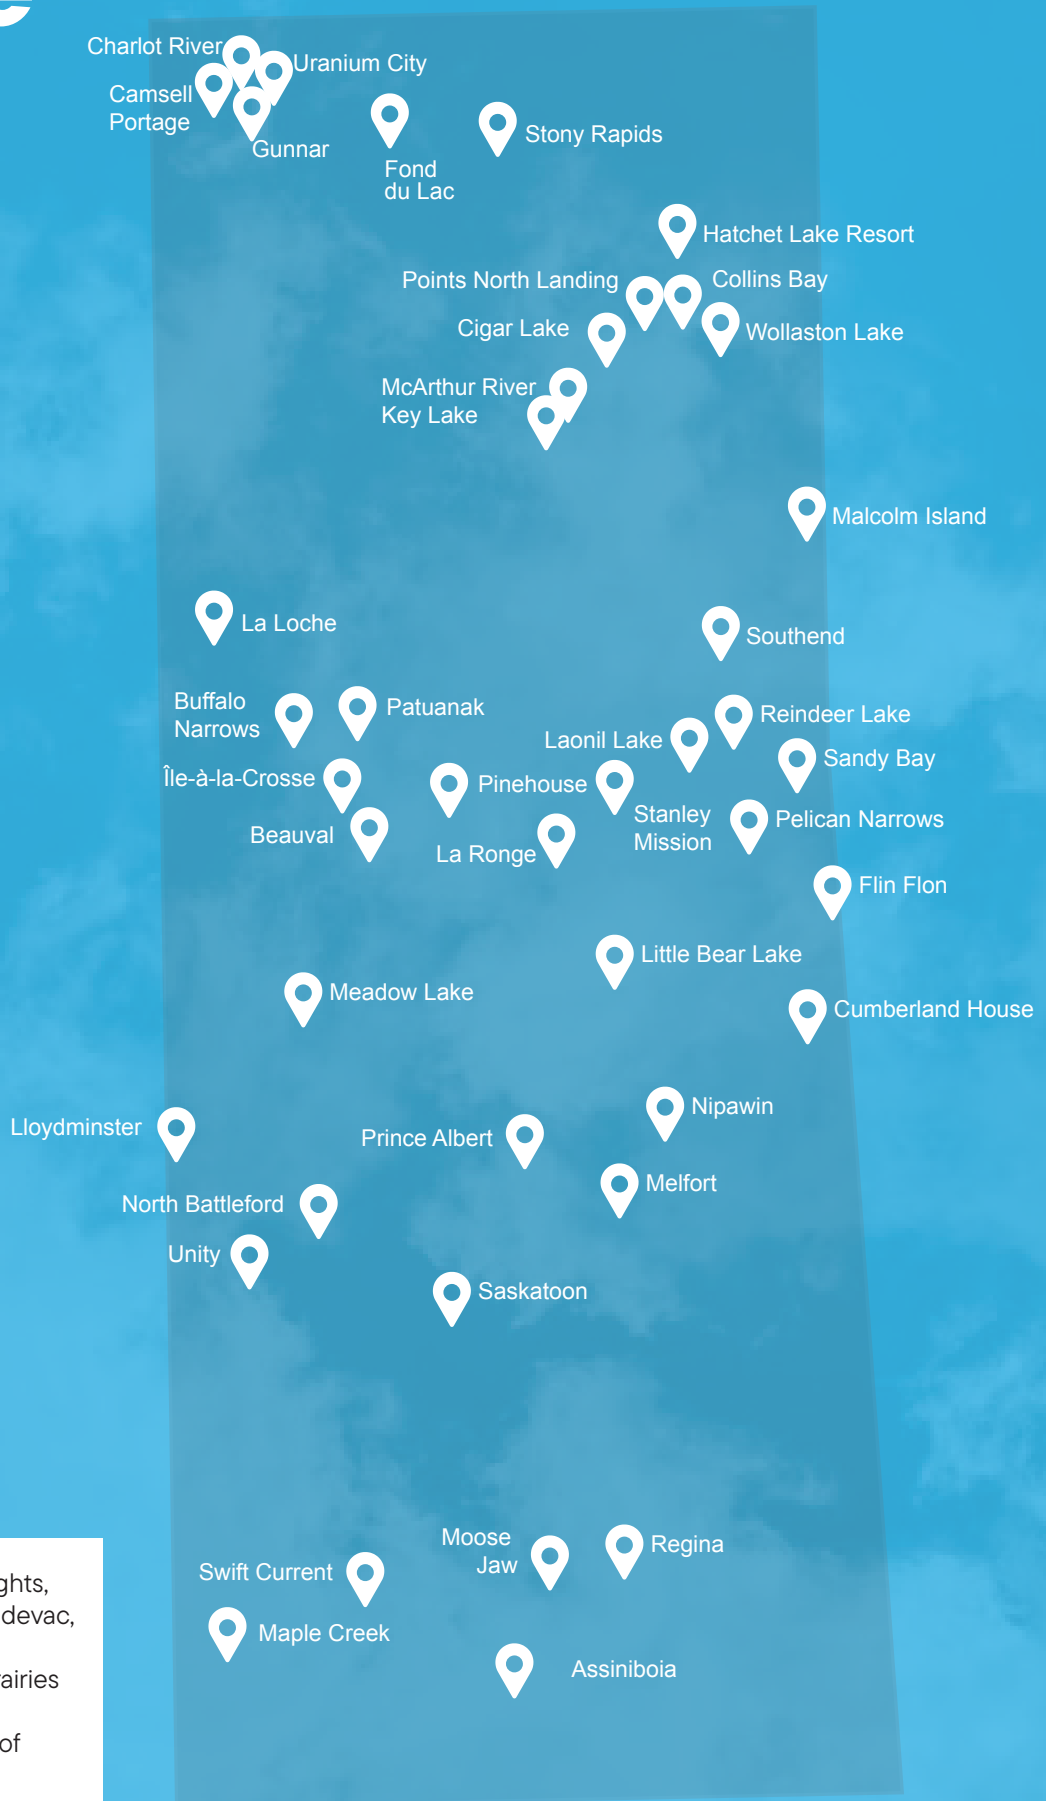 Charlot River
Uranium City
Camsell
Portage
Gunnar
Fond
du Lac
Stony Rapids
Hatchet Lake Resort
Points North Landing
Collins Bay
Cigar Lake
Wollaston Lake
McArthur River
Key Lake
Malcolm Island
La Loche
Southend
Buffalo
Narrows
Patuanak
Reindeer Lake
Laonil Lake
Sandy Bay
Île-à-la-Crosse
Pinehouse
Stanley
Mission
Pelican Narrows
Beauval
La Ronge
Flin Flon
Little Bear Lake
Meadow Lake
Cumberland House
Nipawin
Lloydminster
Prince Albert
Melfort
North Battleford
Unity
Saskatoon
Moose
Jaw
Regina
Swift Current
Maple Creek
Assiniboia
ghts,
devac,
airies
of